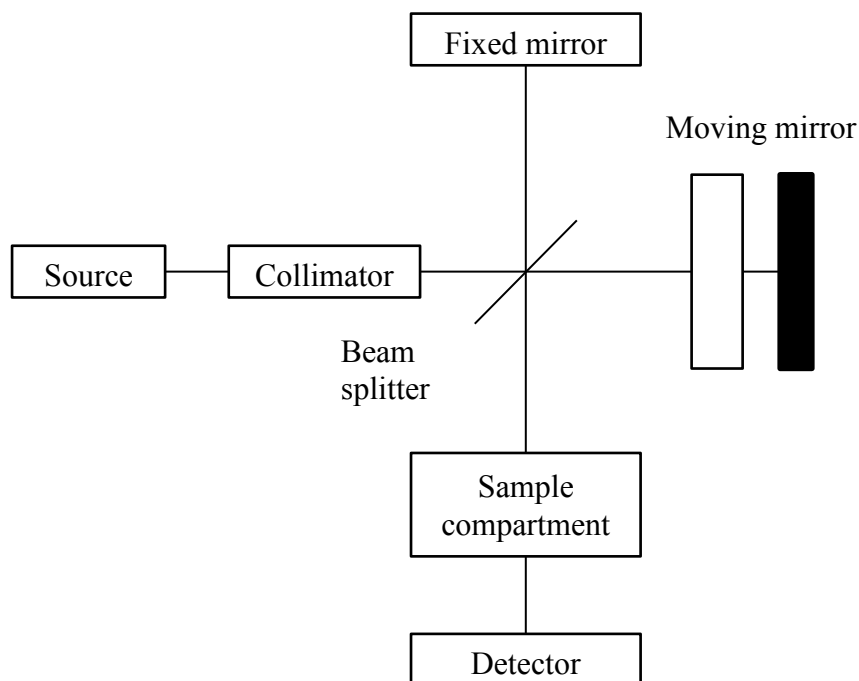 Fixed mirror
Moving mirror
Source
Collimator
Beam
splitter
Sample
compartment
Detector